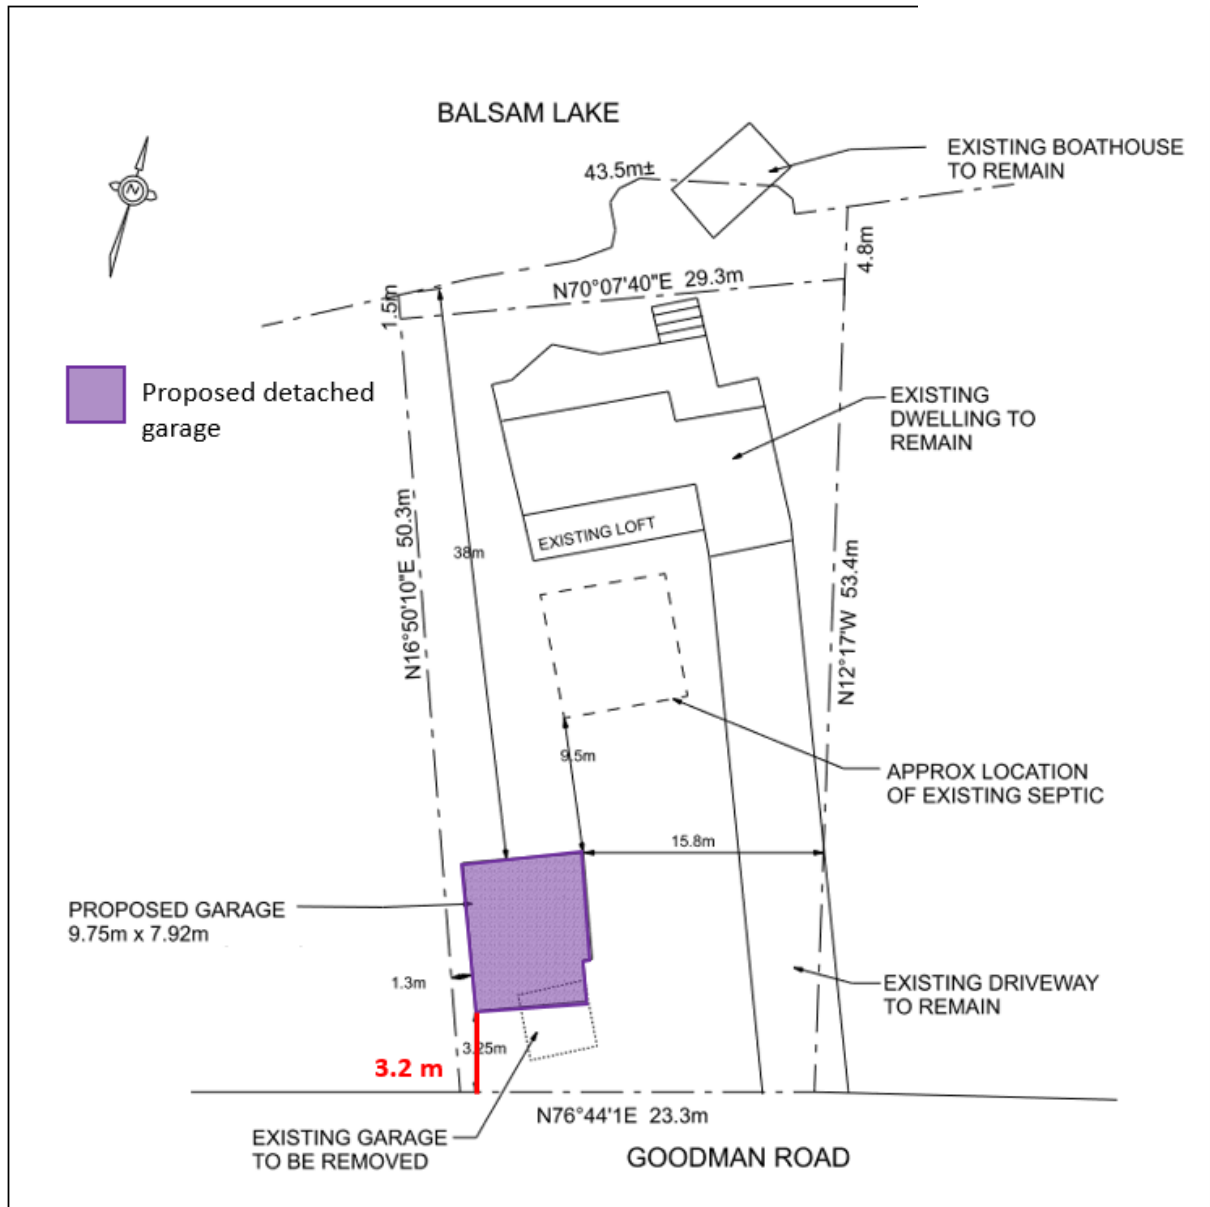 BALSAM LAKE
EXISTING BOATHOUSE
TO REMAIN
43.5m±
N
4.8m
N70°07'40"E 29.3m
1.5m
Proposed detached
garage
EXISTING
DWELLING TO
REMAIN
EXISTING LOFT
38m
N16°50'10"E 50.3m
N12°17'W 53.4m
9.5m
APPROX LOCATION
OF EXISTING SEPTIC
15.8m
PROPOSED GARAGE
9.75m x 7.92m
1.3m
EXISTING DRIVEWAY
TO REMAIN
3.25m
3.2 m
N76°44'1E 23.3m
EXISTING GARAGE
TO BE REMOVED
GOODMAN ROAD